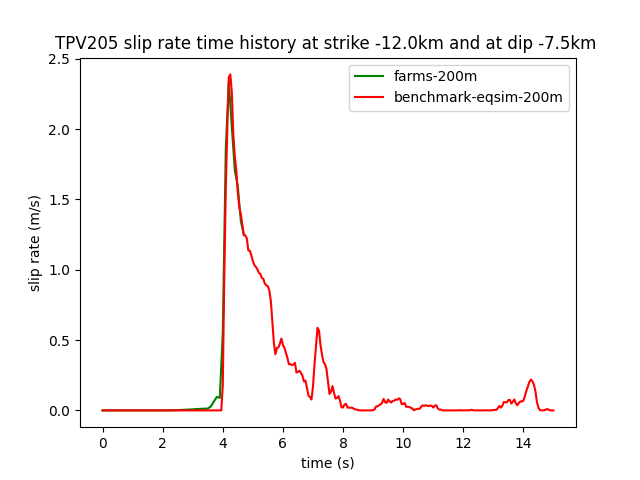 TPV205 slip rate time history at strike -12.0km and at dip -7.5km
farms-200m
benchmark-eqsim-200m
slip rate (m/s)
2.5
2.0
1.5
1.0
0.5
0.0
0 2 4 6 8 10 12 14
time (s)